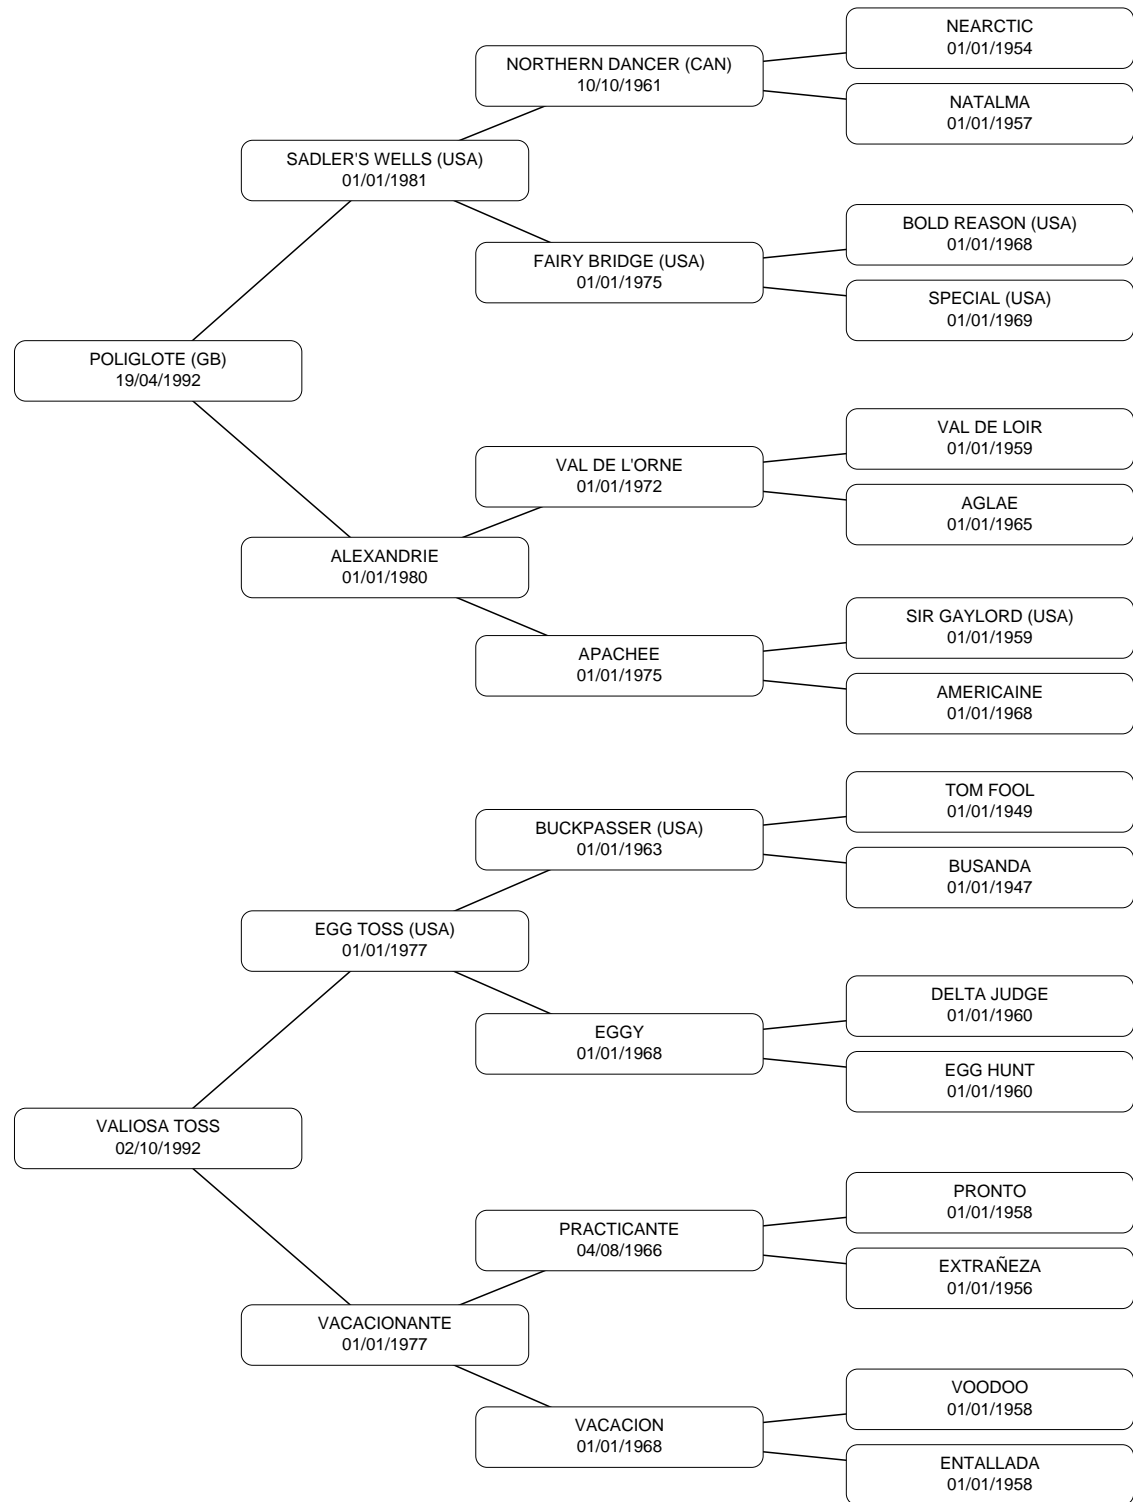 NEARCTIC
01/01/1954
NORTHERN DANCER (CAN)
10/10/1961
NATALMA
01/01/1957
SADLER'S WELLS (USA)
01/01/1981
BOLD REASON (USA)
01/01/1968
FAIRY BRIDGE (USA)
01/01/1975
SPECIAL (USA)
01/01/1969
POLIGLOTE (GB)
19/04/1992
VAL DE LOIR
01/01/1959
VAL DE L'ORNE
01/01/1972
AGLAE
01/01/1965
ALEXANDRIE
01/01/1980
SIR GAYLORD (USA)
01/01/1959
APACHEE
01/01/1975
AMERICAINE
01/01/1968
TOM FOOL
01/01/1949
BUCKPASSER (USA)
01/01/1963
BUSANDA
01/01/1947
EGG TOSS (USA)
01/01/1977
DELTA JUDGE
01/01/1960
EGGY
01/01/1968
EGG HUNT
01/01/1960
VALIOSA TOSS
02/10/1992
PRONTO
01/01/1958
PRACTICANTE
04/08/1966
EXTRAÑEZA
01/01/1956
VACACIONANTE
01/01/1977
VOODOO
01/01/1958
VACACION
01/01/1968
ENTALLADA
01/01/1958